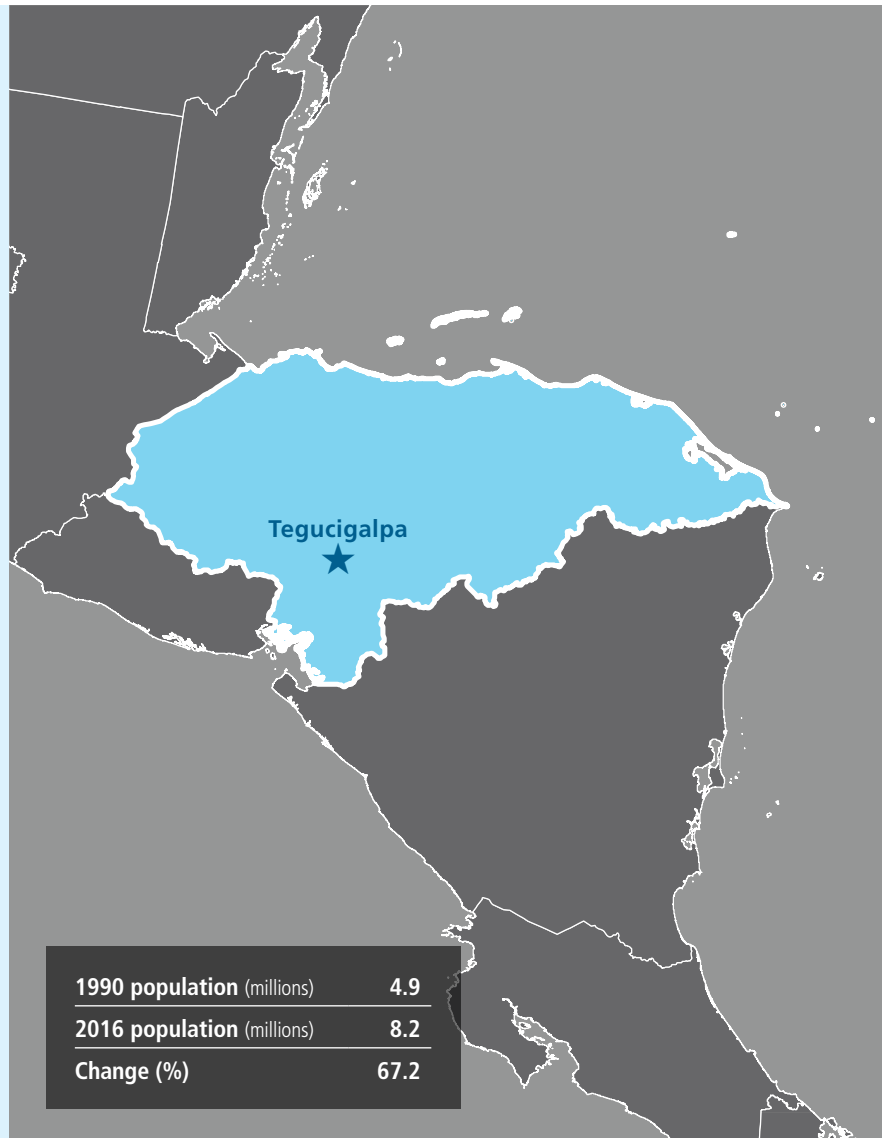 Tegucigalpa
1990 population (millions) 4.9
2016 population (millions) 8.2
Change (%) 67.2